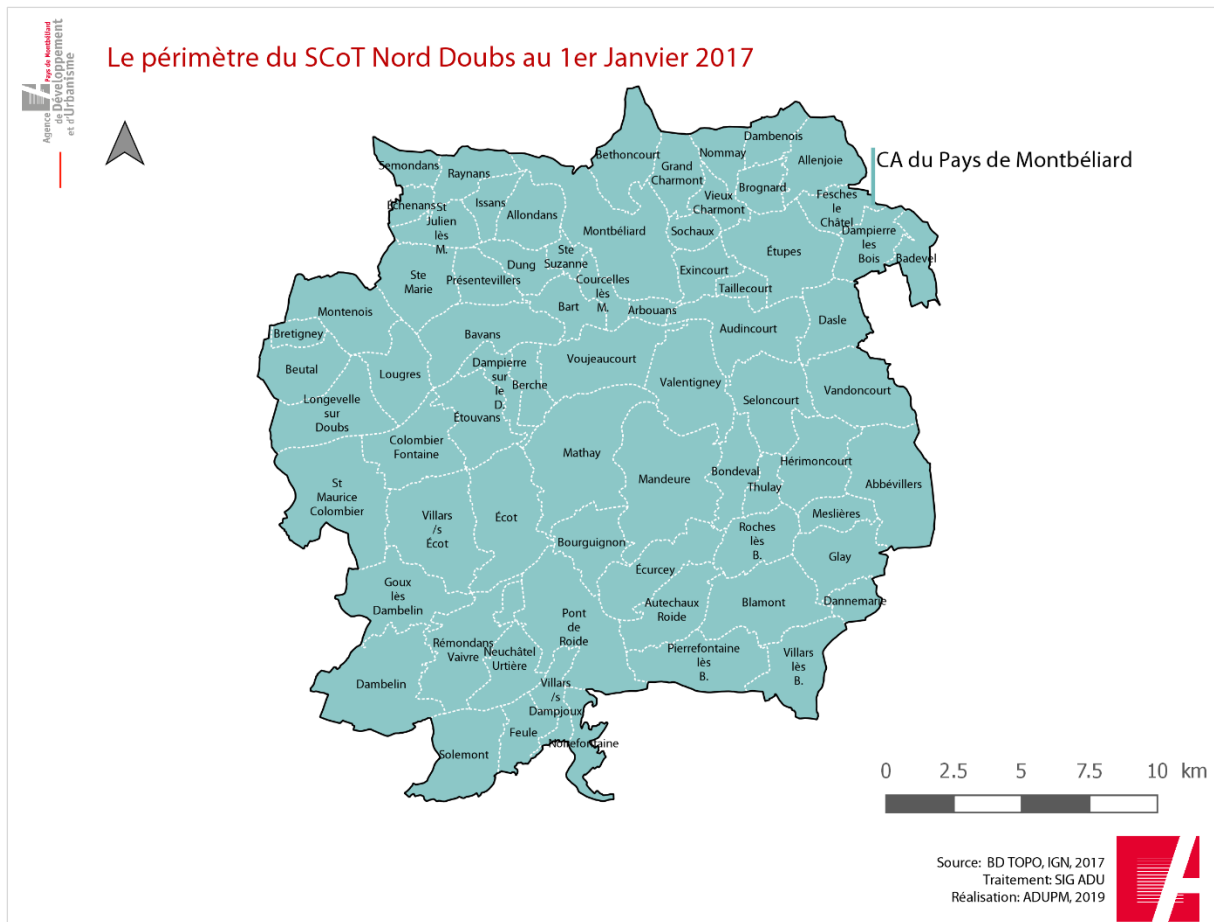 Agence Pays de Montbéliard
de Développement
et d'Urbanisme
Le périmètre du SCoT Nord Doubs au 1er Janvier 2017
CA du Pays de Montbéliard
Dambenois
Bethoncourt
Nommay
Allenjoie
Semondans
Raynans
Grand
Charmont
Brognard
Échenans
St
Julien
lès
M.
Issans
Allondans
Vieux
Charmont
Fesches
le
Châtel
Montbéliard
Sochaux
Dampierre
les
Bois
Badevel
Étupes
Ste
Suzanne
Dung
Ste
Marie
Présentevillers
Courcelles
lès
M.
Exincourt
Taillecourt
Montenois
Bart
Arbouans
Dasle
Bretigney
Bavans
Audincourt
Beutal
Lougres
Dampierre
sur
le
D.
Berche
Voujeaucourt
Valentigney
Vandoncourt
Longevelle
sur
Doubs
Seloncourt
Étouvans
Colombier
Fontaine
Mathay
Hérimoncourt
Mandeure
Bondeval
Thulay
Abbévillers
St
Maurice
Colombier
Villars
/s
Écot
Écot
Meslières
Bourguignon
Roches
lès
B.
Glay
Écurcey
Goux
lès
Dambelin
Autechaux
Roide
Blamont
Dannemarie
Pont
de
Roide
Rémondans
Vaivre
Neuchâtel
Urtière
Pierrefontaine
lès
B.
Villars
lès
B.
Dambelin
Villars
/s
Dampjoux
Feule
Noirefontaine
Solemont
0 2.5 5 7.5 10 km
Source: BD TOPO, IGN, 2017
Traitement: SIG ADU
Réalisation: ADUPM, 2019